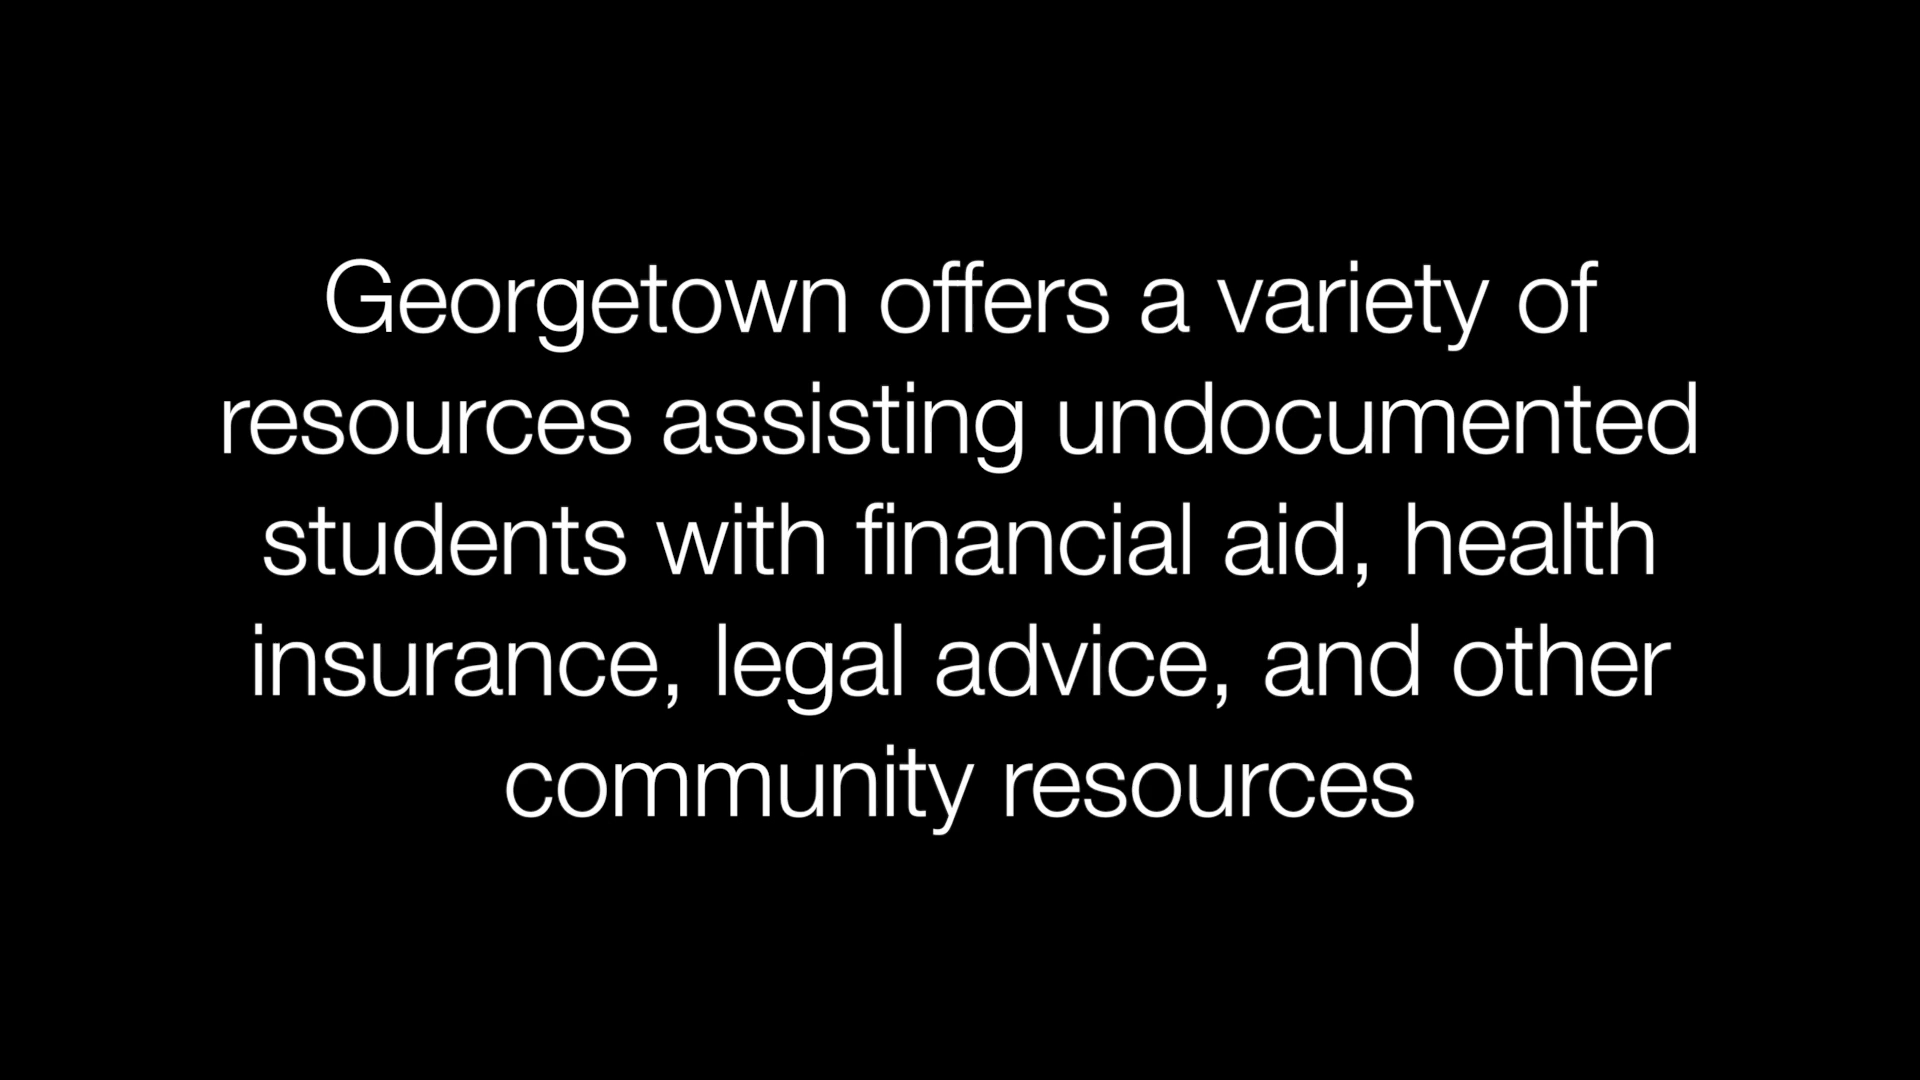 Georgetown offers a variety of
resources assisting undocumented
students with financial aid, health
insurance, legal advice, and other
community resources